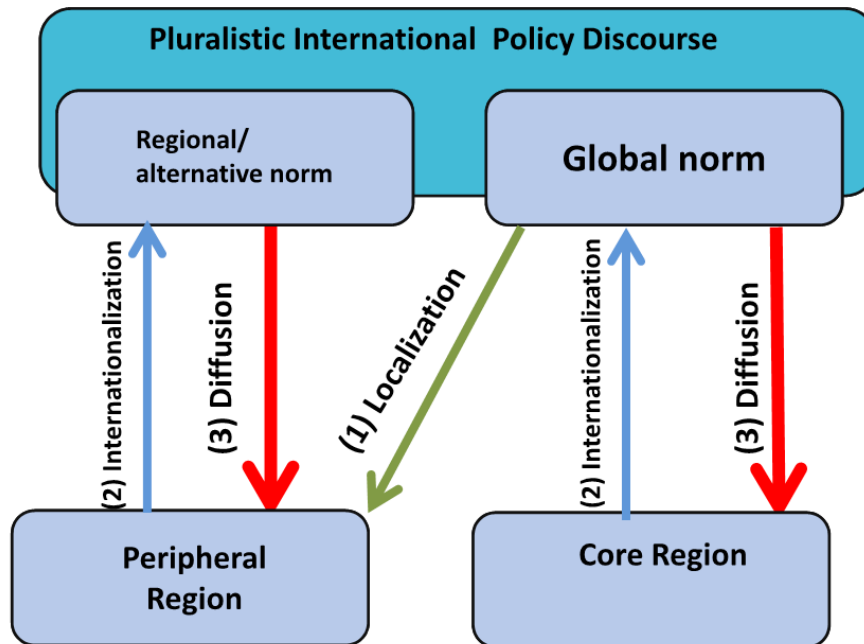 Pluralistic International Policy Discourse
Regional/
alternative norm
Global norm
(2) Internationalization
(3) Diffusion
(1) Localization
(2) Internationalization
(3) Diffusion
Peripheral
Region
Core Region